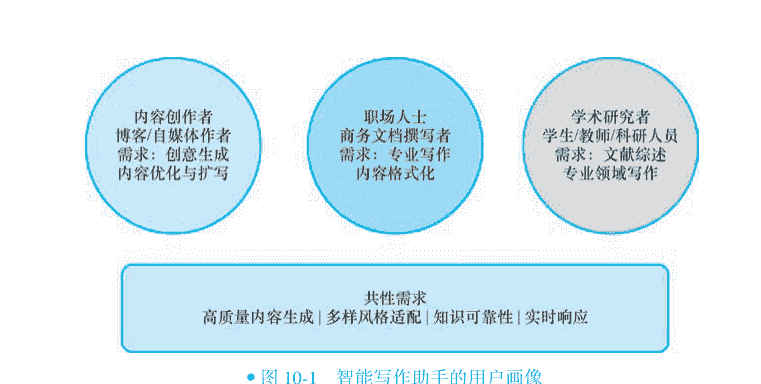 内容创作者
博客/自媒体作者
需求：创意生成
内容优化与扩写
职场人士
商务文档撰写者
需求：专业写作
内容格式化
学术研究者
学生/教师/科研人员
需求：文献综述
专业领域写作
共性需求
高质量内容生成 | 多样风格适配 | 知识可靠性 | 实时响应
• 图 10-1 智能写作助手的用户画像